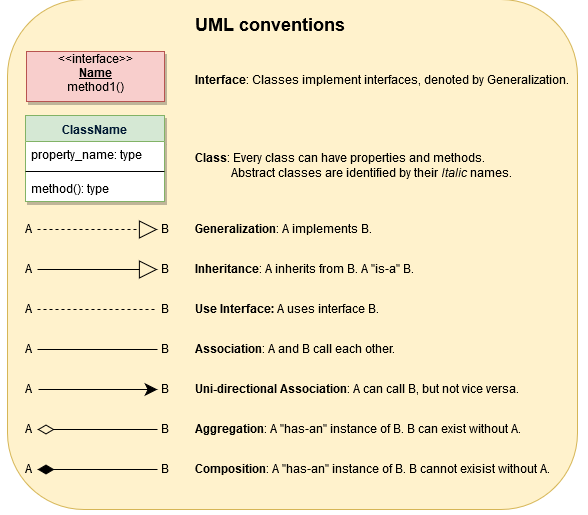 UML conventions
<<interface>>
Name
method1()
Interface: Classes implement interfaces, denoted by Generalization.
ClassName
property_name: type
method(): type
Class: Every class can have properties and methods.
Abstract classes are identified by their Italic names.
A B Generalization: A implements B.
A B Inheritance: A inherits from B. A "is-a" B.
A B Use Interface: A uses interface B.
A B Association: A and B call each other.
A B Uni-directional Association: A can call B, but not vice versa.
A B Aggregation: A "has-an" instance of B. B can exist without A.
A B Composition: A "has-an" instance of B. B cannot exisist without A.